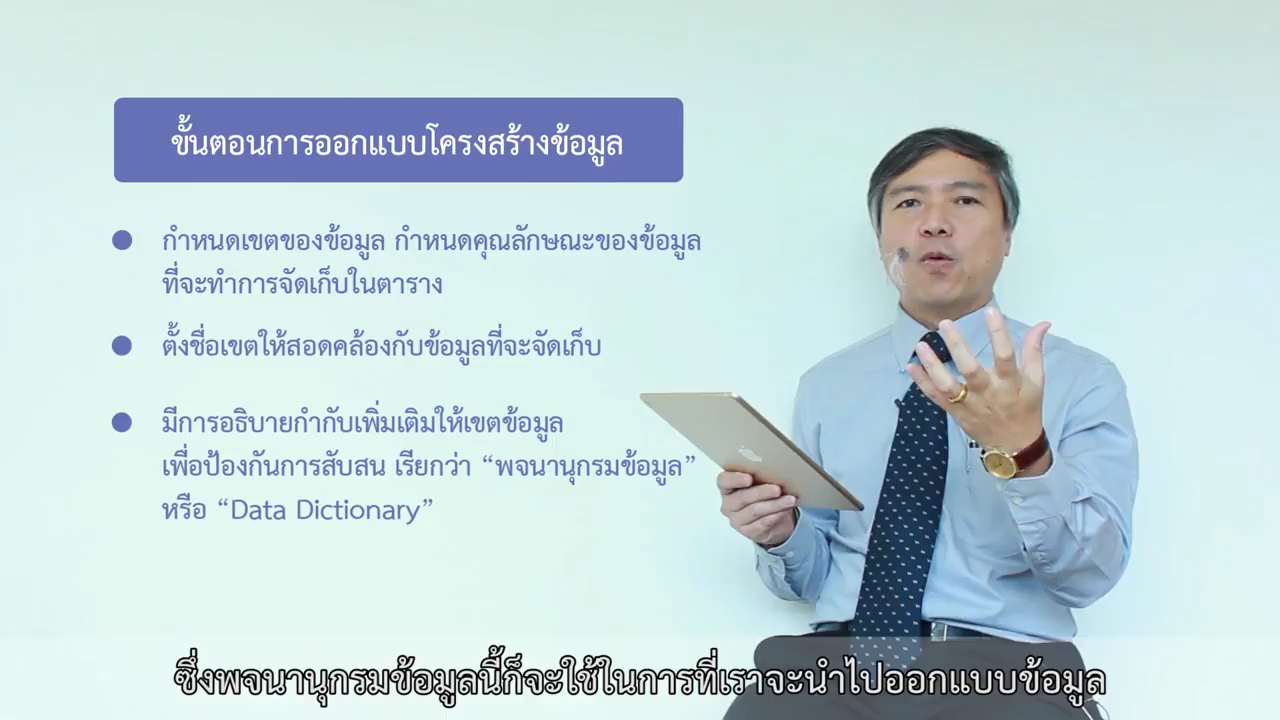 ขั้นตอนการออกแบบโครงสร้างข้อมูล
กำหนดเขตของข้อมูล กำหนดคุณลักษณะของข้อมูล
ที่จะทำการจัดเก็บในตาราง
ตั้งชื่อเขตให้สอดคล้องกับข้อมูลที่จะจัดเก็บ
มีการอธิบายกำกับเพิ่มเติมให้เขตข้อมูล
เพื่อป้องกันการสับสน เรียกว่า “พจนานุกรมข้อมูล”
หรือ “Data Dictionary”
ซึ่งพจนานุกรมข้อมูลนี้ก็จะใช้ในการที่เราจะนำไปออกแบบข้อมูล